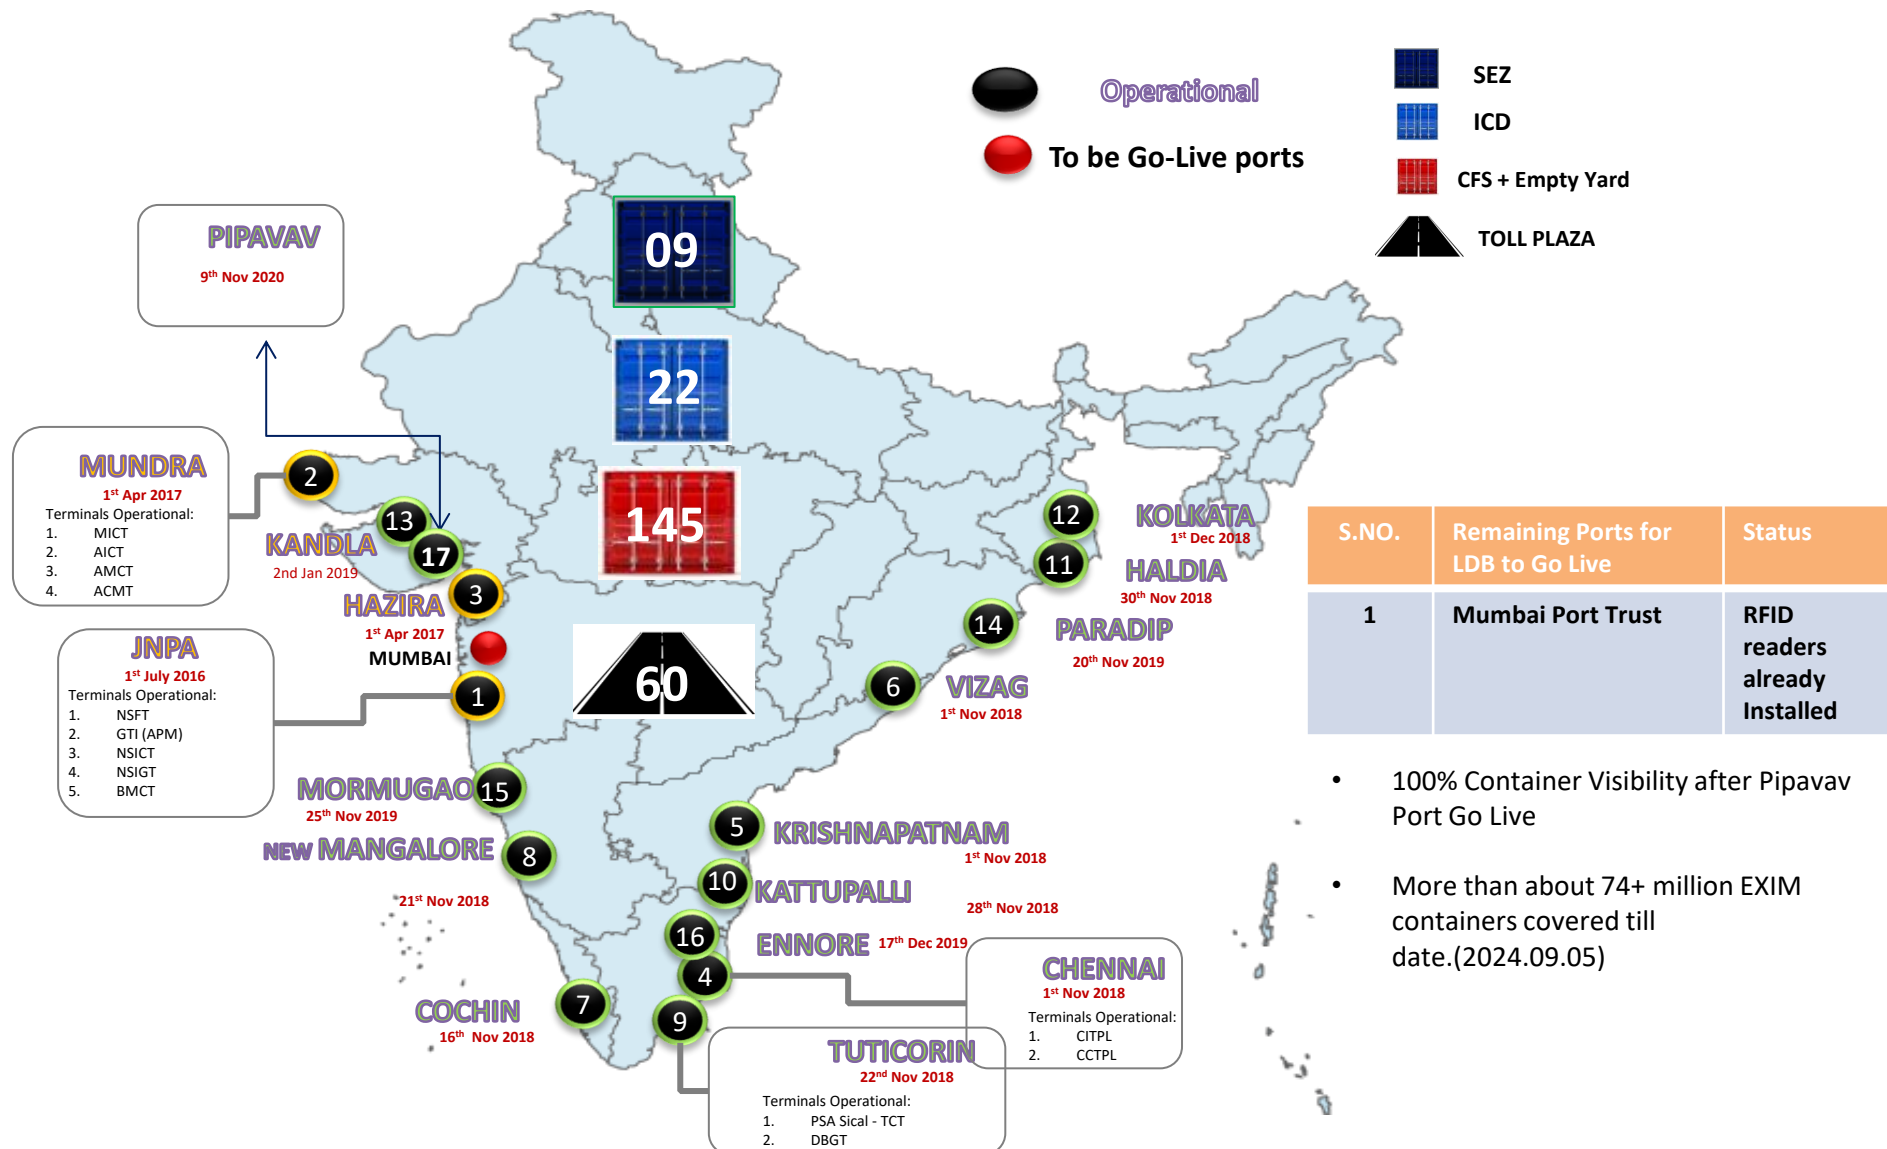 Operational
To be Go-Live ports
SEZ
ICD
CFS + Empty Yard
TOLL PLAZA
PIPAVAV
9th Nov 2020
09
22
145
60
MUNDRA
1st Apr 2017
Terminals Operational:
1. MICT
2. AICT
3. AMCT
4. ACMT
2
13
KANDLA
2nd Jan 2019
17
HAZIRA
1st Apr 2017
3
MUMBAI
JNPA
1st July 2016
Terminals Operational:
1. NSFT
2. GTI (APM)
3. NSICT
4. NSIGT
5. BMCT
1
MORMUGAO
25th Nov 2019
15
NEW MANGALORE
21st Nov 2018
8
COCHIN
16th Nov 2018
7
12
KOLKATA
1st Dec 2018
11
HALDIA
30th Nov 2018
14
PARADIP
20th Nov 2019
6
VIZAG
1st Nov 2018
5
KRISHNAPATNAM
1st Nov 2018
10
KATTUPALLI
28th Nov 2018
16
ENNORE 17th Dec 2019
4
CHENNAI
1st Nov 2018
Terminals Operational:
1. CITPL
2. CCTPL
9
TUTICORIN
22nd Nov 2018
Terminals Operational:
1. PSA Sical - TCT
2. DBGT
S.NO. Remaining Ports for LDB to Go Live Status
1 Mumbai Port Trust RFID readers already Installed
• 100% Container Visibility after Pipavav
Port Go Live
• More than about 74+ million EXIM
containers covered till
date.(2024.09.05)